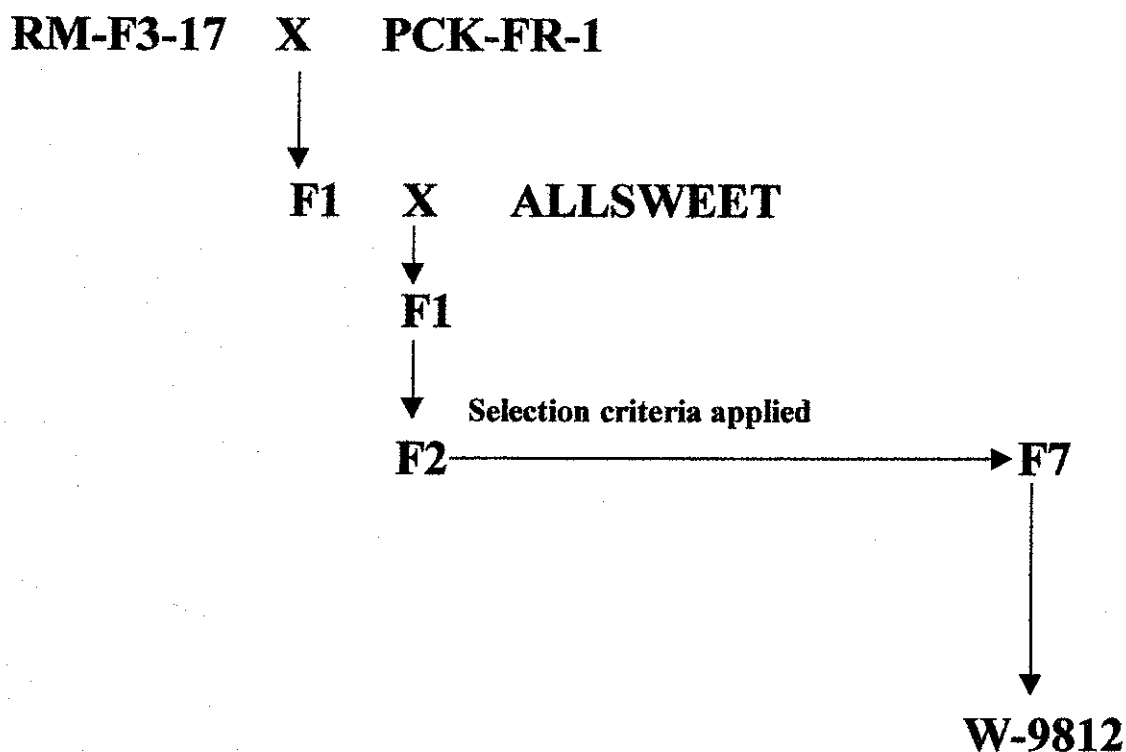 RM-F3-17 X PCK-FR-1
F1 X ALLSWEET
F1
Selection criteria applied
F2 F7
W-9812